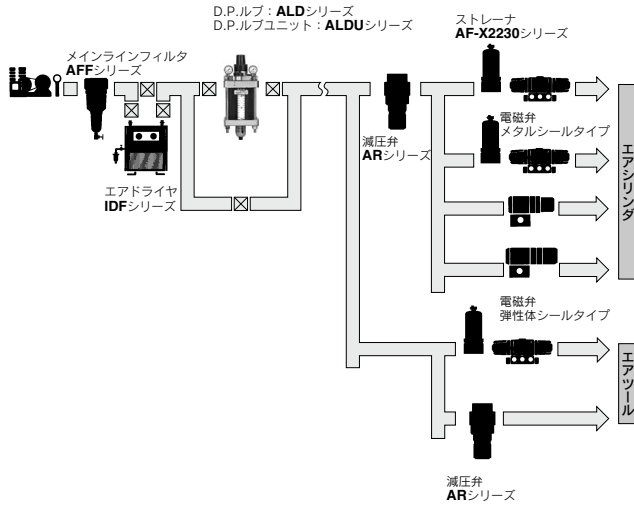 D.P.ルブ：ALDシリーズ
D.P.ルブユニット：ALDUシリーズ
メインラインフィルタ
AFFシリーズ
ストレーナ
AF-X2230シリーズ
減圧弁
ARシリーズ
電磁弁
メタルシールタイプ
エアドライヤ
IDFシリーズ
エアシリンダ
電磁弁
弾性体シールタイプ
エアツール
減圧弁
ARシリーズ